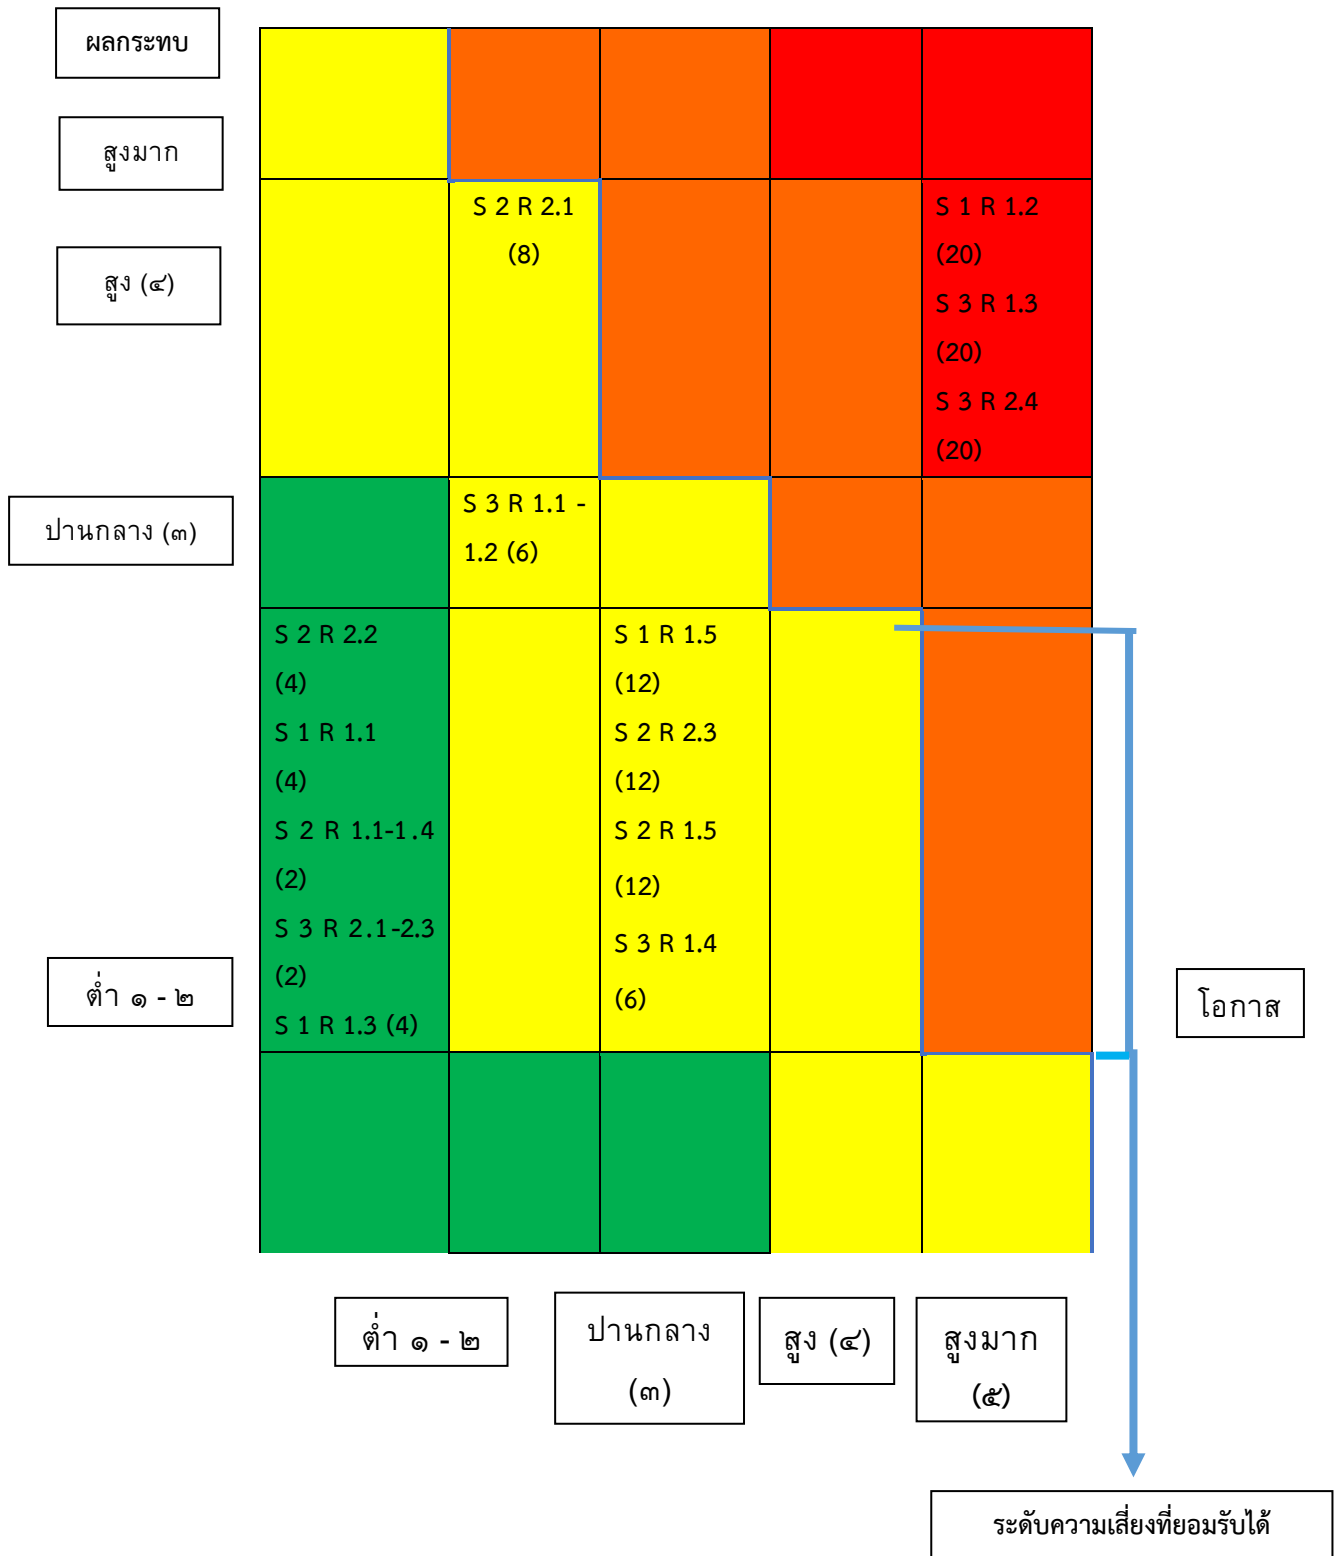 ผลกระทบ
สูงมาก
สูง (๔)
S 2 R 2.1
(8)
S 1 R 1.2
(20)
S 3 R 1.3
(20)
S 3 R 2.4
(20)
ปานกลาง (๓)
S 3 R 1.1 -
1.2 (6)
S 2 R 2.2
(4)
S 1 R 1.1
(4)
S 2 R 1.1-1.4
(2)
S 3 R 2.1-2.3
(2)
S 1 R 1.3 (4)
S 1 R 1.5
(12)
S 2 R 2.3
(12)
S 2 R 1.5
(12)
S 3 R 1.4
(6)
ต่ำ ๑ - ๒
โอกาส
ต่ำ ๑ - ๒
ปานกลาง
(๓)
สูง (๔)
สูงมาก
(๕)
ระดับความเสี่ยงที่ยอมรับได้